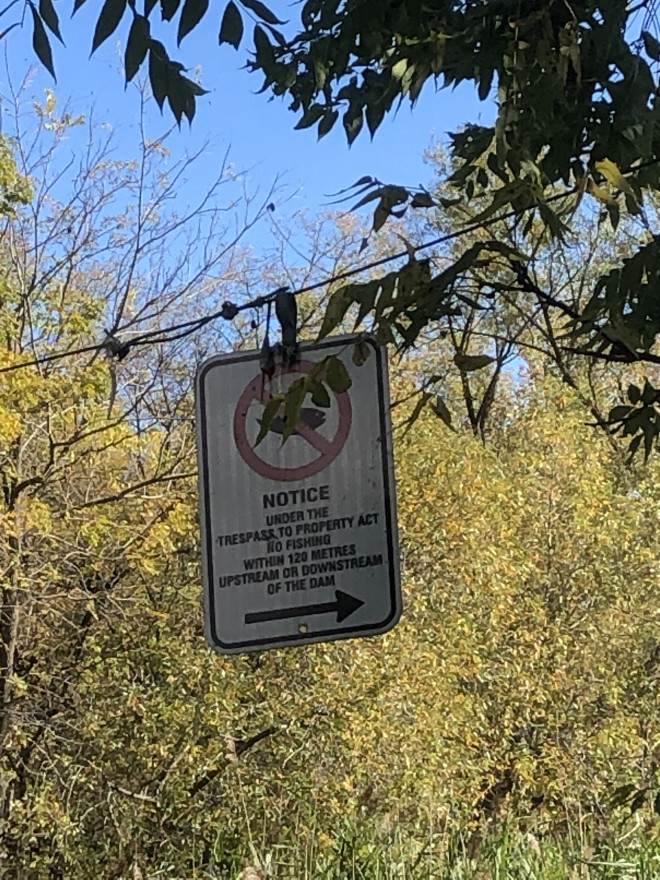 NOTICE
UNDER THE
TRESPASS TO PROPERTY ACT
NO FISHING
WITHIN 120 METRES
UPSTREAM OR DOWNSTREAM
OF THE DAM